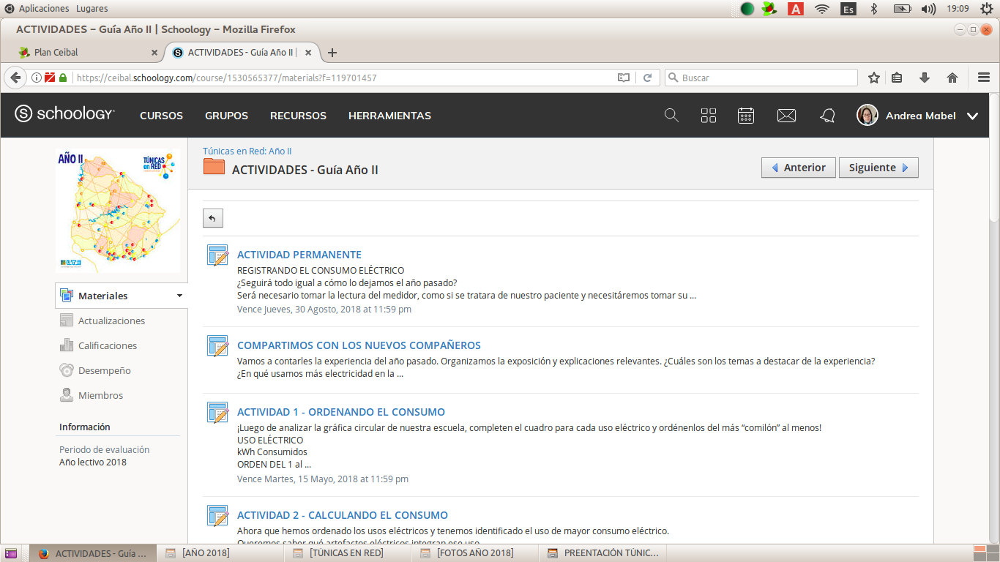 Aplicaciones Lugares
A
Es
19:09
ACTIVIDADES – Guía Año II | Schoology – Mozilla Firefox
Plan Ceibal
S
ACTIVIDADES - Guía Año II |
https://ceibal.schoology.com/course/1530565377/materials?f=119701457
Buscar
S schoology
CURSOS
GRUPOS
RECURSOS
HERRAMIENTAS
Andrea Mabel
AÑO II
TÚNICAS
en RED
UTE
Túnicas en Red: Año II
ACTIVIDADES - Guía Año II
Anterior
Siguiente
Materiales
Actualizaciones
Calificaciones
Desempeño
Miembros
Información
Periodo de evaluación
Año lectivo 2018
ACTIVIDAD PERMANENTE
REGISTRANDO EL CONSUMO ELÉCTRICO
¿Seguirá todo igual a cómo lo dejamos el año pasado?
Será necesario tomar la lectura del medidor, como si se tratara de nuestro paciente y necesitáremos tomar su ...
Vence Jueves, 30 Agosto, 2018 at 11:59 pm
COMPARTIMOS CON LOS NUEVOS COMPAÑEROS
Vamos a contarles la experiencia del año pasado. Organizamos la exposición y explicaciones relevantes. ¿Cuáles son los temas a destacar de la experiencia?
¿En qué usamos más electricidad en la ...
ACTIVIDAD 1 - ORDENANDO EL CONSUMO
¡Luego de analizar la gráfica circular de nuestra escuela, completen el cuadro para cada uso eléctrico y ordénenlos del más “comilón” al menos!
USO ELÉCTRICO
kWh Consumidos
ORDEN DEL 1 al ...
Vence Martes, 15 Mayo, 2018 at 11:59 pm
ACTIVIDAD 2 - CALCULANDO EL CONSUMO
Ahora que hemos ordenado los usos eléctricos y tenemos identificado el uso de mayor consumo eléctrico.
Queremos saber qué artefactos eléctricos integran ese uso
ACTIVIDADES - Guía ...
[AÑO 2018]
[TÚNICAS EN RED]
[FOTOS AÑO 2018]
PREENTACIÓN TÚNIC...